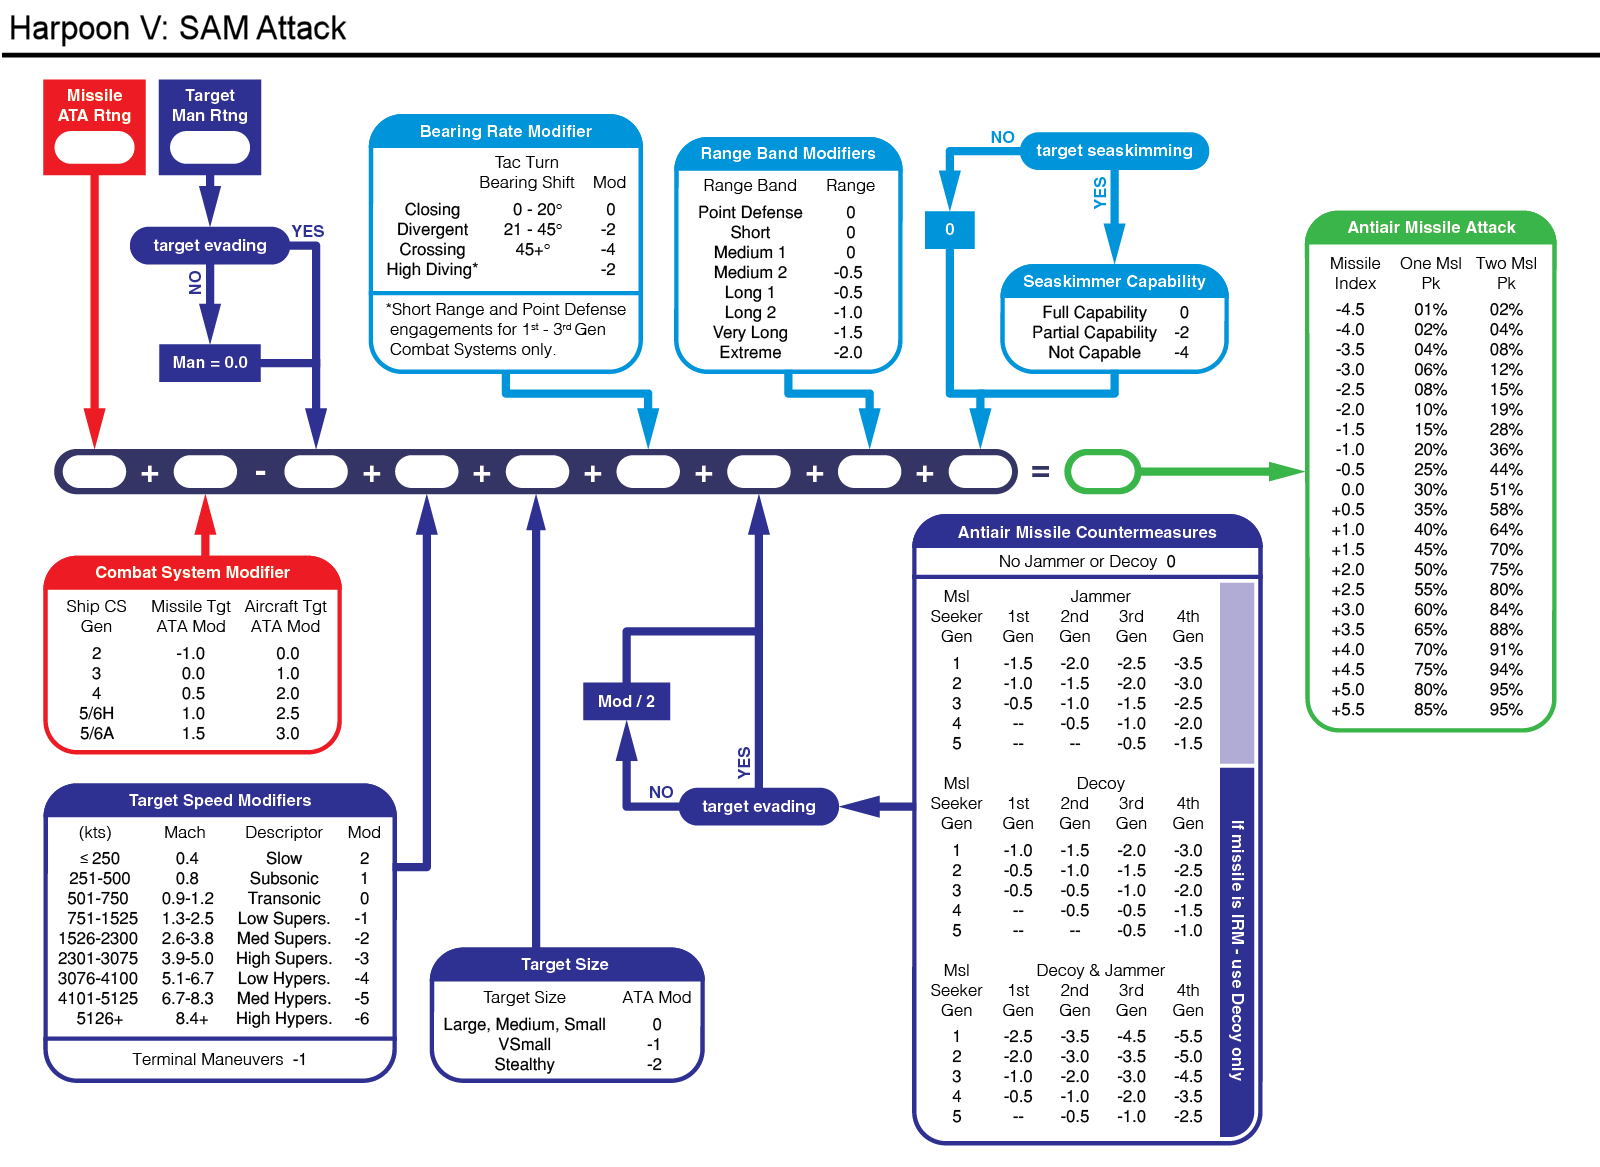 Harpoon V: SAM Attack
Missile
ATA Rtng
Target
Man Rtng
target evading
YES
NO
Man = 0.0
Bearing Rate Modifier
Tac Turn
Bearing Shift Mod
Closing 0 - 20° 0
Divergent 21 - 45° -2
Crossing 45+° -4
High Diving* -2
*Short Range and Point Defense
engagements for 1st - 3rd Gen
Combat Systems only.
Range Band Modifiers
Range Band Range
Point Defense 0
Short 0
Medium 1 0
Medium 2 -0.5
Long 1 -0.5
Long 2 -1.0
Very Long -1.5
Extreme -2.0
NO
target seaskimming
YES
0
Seaskimmer Capability
Full Capability 0
Partial Capability -2
Not Capable -4
Antiair Missile Attack
Missile One Msl Two Msl
Index Pk Pk
-4.5 01% 02%
-4.0 02% 04%
-3.5 04% 08%
-3.0 06% 12%
-2.5 08% 15%
-2.0 10% 19%
-1.5 15% 28%
-1.0 20% 36%
-0.5 25% 44%
0.0 30% 51%
+0.5 35% 58%
+1.0 40% 64%
+1.5 45% 70%
+2.0 50% 75%
+2.5 55% 80%
+3.0 60% 84%
+3.5 65% 88%
+4.0 70% 91%
+4.5 75% 94%
+5.0 80% 95%
+5.5 85% 95%
+ - + + + + + + =
Combat System Modifier
Ship CS Missile Tgt Aircraft Tgt
Gen ATA Mod ATA Mod
2 -1.0 0.0
3 0.0 1.0
4 0.5 2.0
5/6H 1.0 2.5
5/6A 1.5 3.0
Target Speed Modifiers
(kts) Mach Descriptor Mod
≤ 250 0.4 Slow 2
251-500 0.8 Subsonic 1
501-750 0.9-1.2 Transonic 0
751-1525 1.3-2.5 Low Supers. -1
1526-2300 2.6-3.8 Med Supers. -2
2301-3075 3.9-5.0 High Supers. -3
3076-4100 5.1-6.7 Low Hypers. -4
4101-5125 6.7-8.3 Med Hypers. -5
5126+ 8.4+ High Hypers. -6
Terminal Maneuvers -1
Target Size
Target Size ATA Mod
Large, Medium, Small 0
VSmall -1
Stealthy -2
Mod / 2
NO
YES
target evading
Antiair Missile Countermeasures
No Jammer or Decoy 0
Msl Jammer
Seeker 1st 2nd 3rd 4th
Gen Gen Gen Gen Gen
1 -1.5 -2.0 -2.5 -3.5
2 -1.0 -1.5 -2.0 -3.0
3 -0.5 -1.0 -1.5 -2.5
4 -- -0.5 -1.0 -2.0
5 -- -- -0.5 -1.5
Msl Decoy
Seeker 1st 2nd 3rd 4th
Gen Gen Gen Gen Gen
1 -1.0 -1.5 -2.0 -3.0
2 -0.5 -1.0 -1.5 -2.5
3 -0.5 -0.5 -1.0 -2.0
4 -- -0.5 -0.5 -1.5
5 -- -- -0.5 -1.0
Msl Decoy & Jammer
Seeker 1st 2nd 3rd 4th
Gen Gen Gen Gen Gen
1 -2.5 -3.5 -4.5 -5.5
2 -2.0 -3.0 -3.5 -5.0
3 -1.0 -2.0 -3.0 -4.5
4 -0.5 -1.0 -2.0 -3.5
5 -- -0.5 -1.0 -2.5
If missile is IRM - use Decoy only